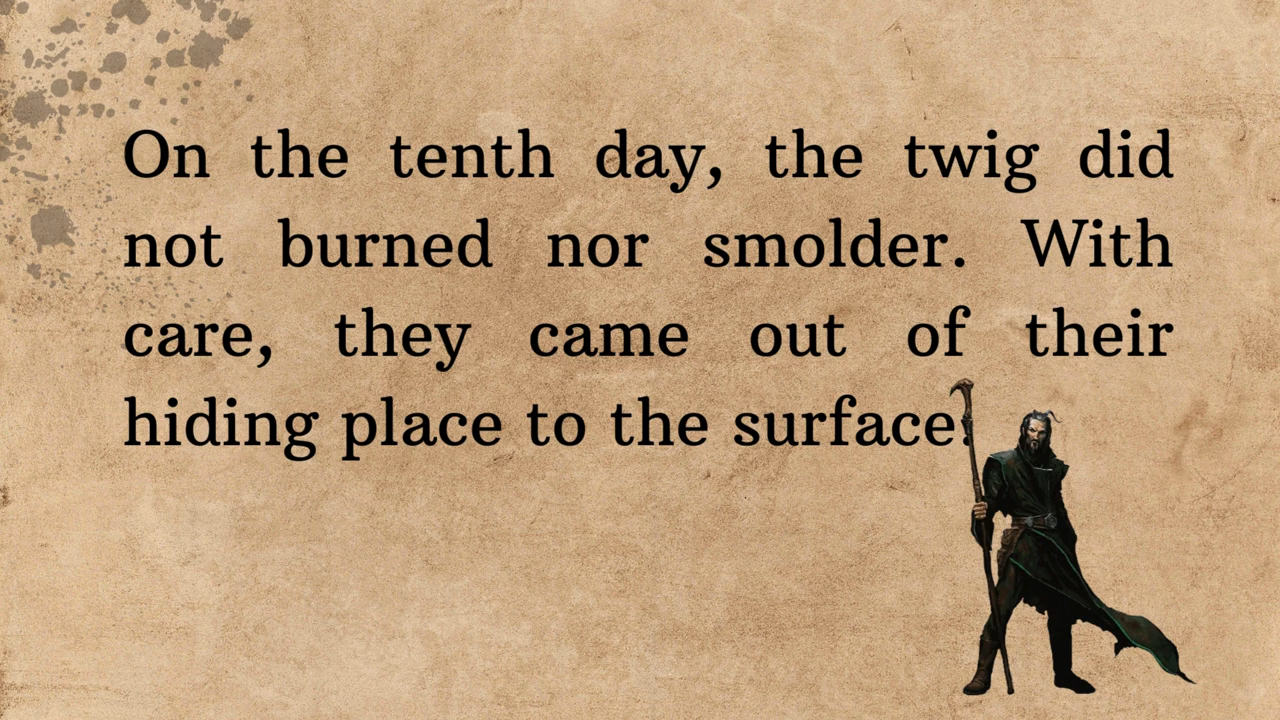 On the tenth day, the twig did
not burned nor smolder. With
care, they came out of their
hiding place to the surface.